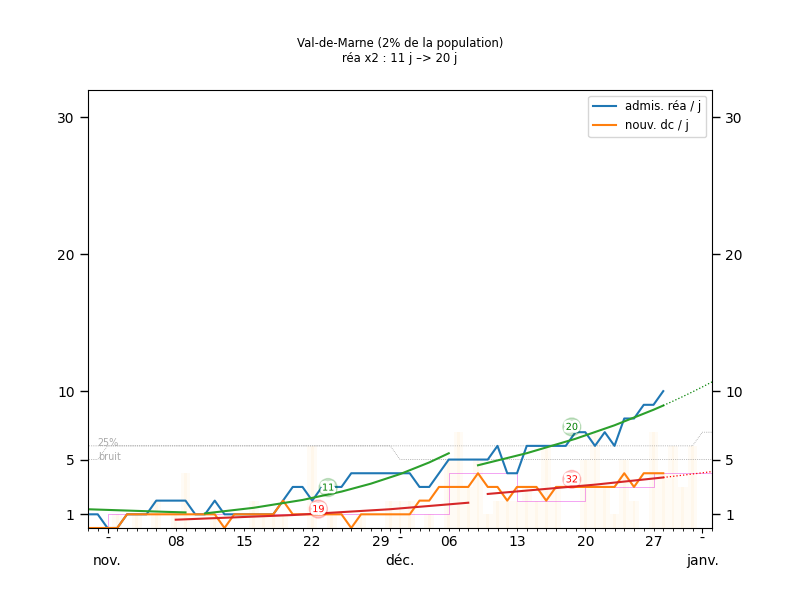 Val-de-Marne (2% de la population)
réa x2 : 11 j –> 20 j
admis. réa / j
nouv. dc / j
30 30
20 20
10 10
5 5
1 1
25%
bruit
11
19
20
32
- 08 15 22 29 - 06 13 20 27 -
nov. déc. janv.